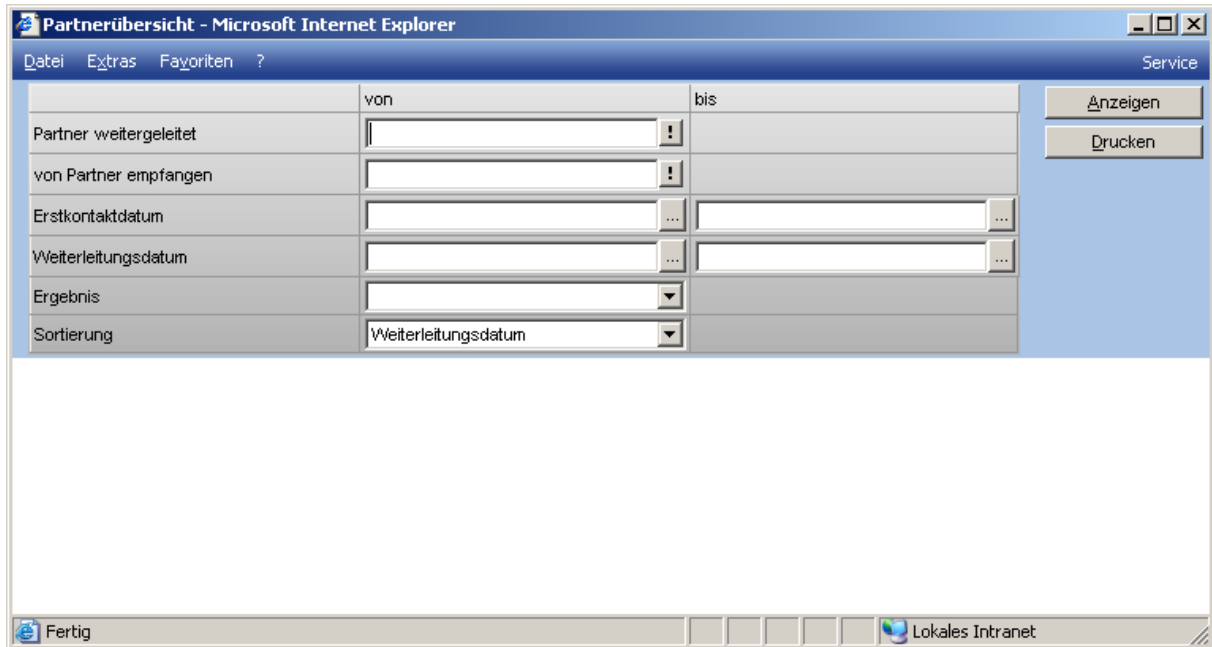 Partnerübersicht - Microsoft Internet Explorer
Datei Extras Favoriten ? Service
von bis Anzeigen
Partner weitergeleitet ! Drucken
von Partner empfangen !
Erstkontaktdatum ... ...
Weiterleitungsdatum ... ...
Ergebnis
Sortierung Weiterleitungsdatum
Fertig Lokales Intranet